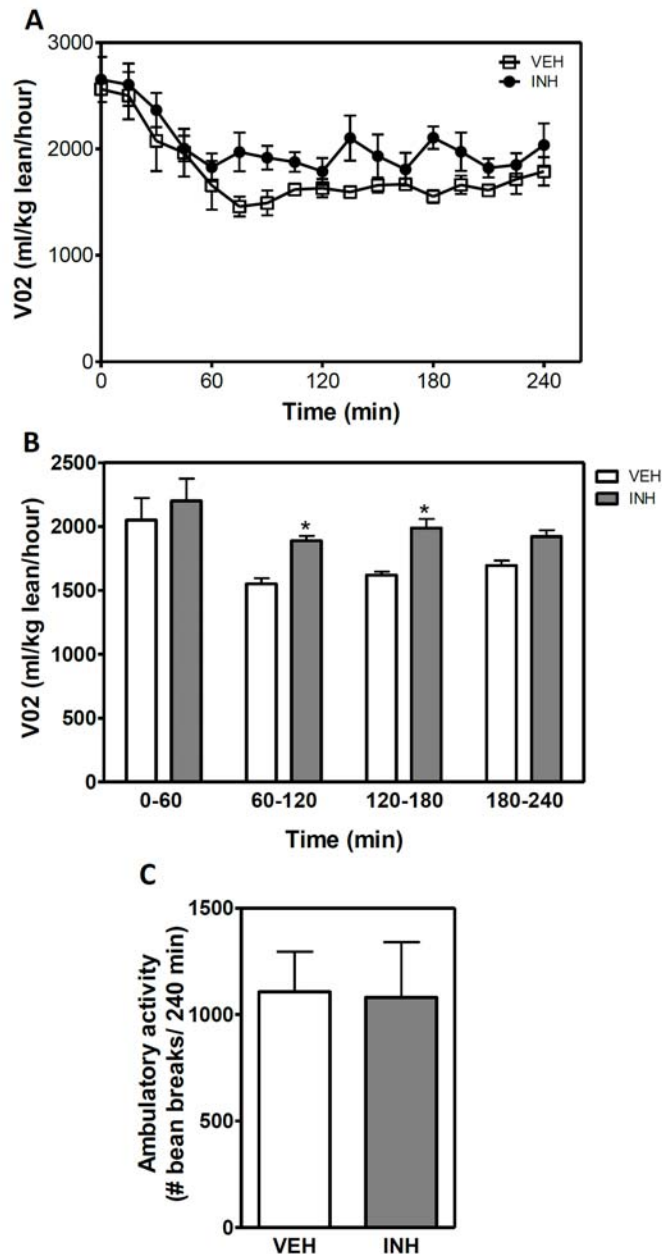 A
3000
2000
1000
0
V02 (ml/kg lean/hour)
VEH
INH
0
60
120
180
240
Time (min)
B
2500
2000
1500
1000
500
0
V02 (ml/kg lean/hour)
VEH
INH
*
*
0-60
60-120
120-180
180-240
Time (min)
C
1500
1000
500
0
Ambulatory activity
(# bean breaks/ 240 min)
VEH
INH